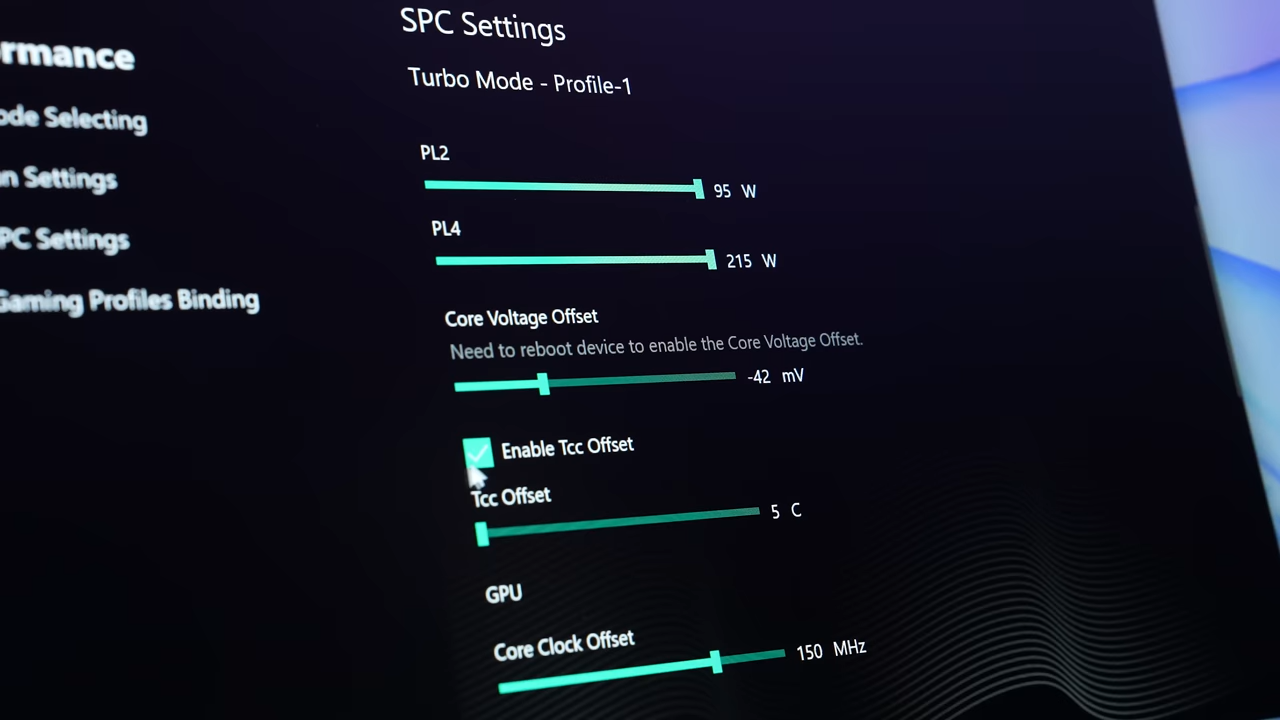 SPC Settings
Turbo Mode - Profile-1
PL2
95 W
PL4
215 W
Core Voltage Offset
Need to reboot device to enable the Core Voltage Offset.
-42 mV
Enable Tcc Offset
Tcc Offset
5 C
GPU
Core Clock Offset
150 MHz
rmance
ode Selecting
n Settings
PC Settings
Gaming Profiles Binding